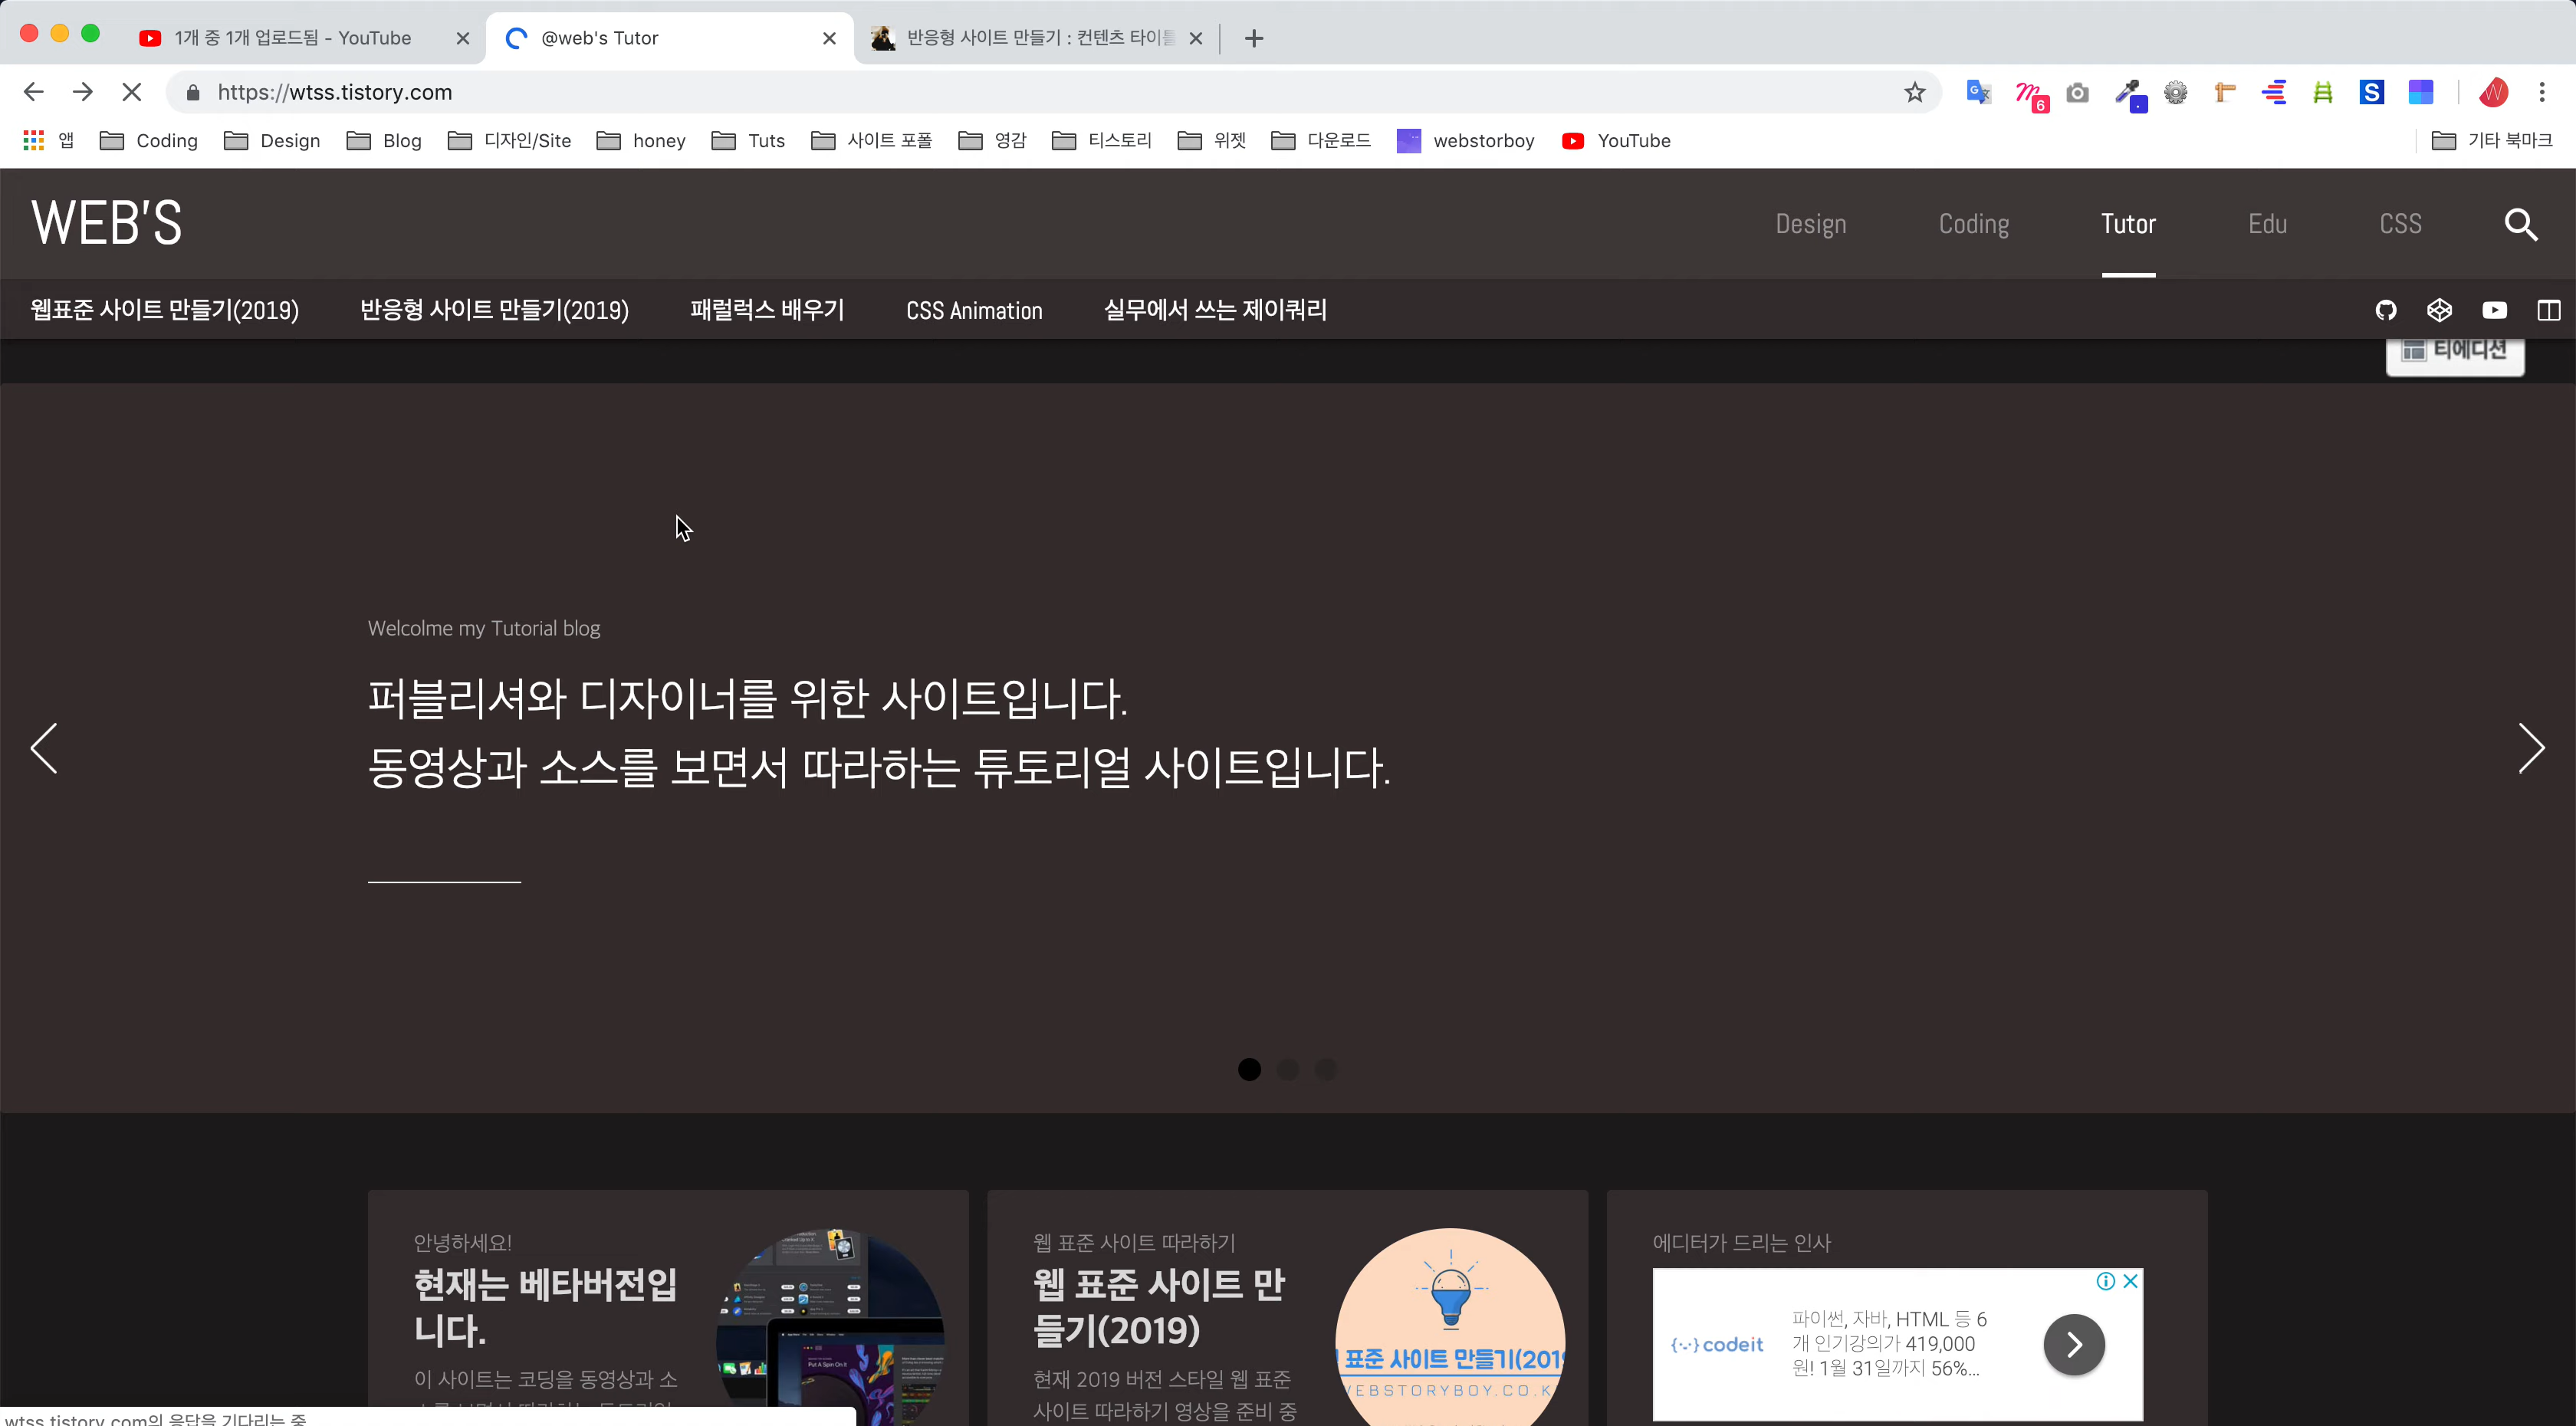 1개 중 1개 업로드됨 - YouTube
@web's Tutor
반응형 사이트 만들기 : 컨텐츠 타이틀
https://wtss.tistory.com
6
앱
Coding
Design
Blog
디자인/Site
honey
Tuts
사이트 포폴
영감
티스토리
위젯
다운로드
webstorboy
YouTube
기타 북마크
WEB'S
Design
Coding
Tutor
Edu
CSS
웹표준 사이트 만들기(2019)
반응형 사이트 만들기(2019)
패럴럭스 배우기
CSS Animation
실무에서 쓰는 제이쿼리
티에디션
Welcolme my Tutorial blog
퍼블리셔와 디자이너를 위한 사이트입니다.
동영상과 소스를 보면서 따라하는 튜토리얼 사이트입니다.
안녕하세요!
현재는 베타버전입
니다.
이 사이트는 코딩을 동영상과 소
Put A Spin On It
웹 표준 사이트 따라하기
웹 표준 사이트 만
들기(2019)
현재 2019 버전 스타일 웹 표준
사이트 따라하기 영상을 준비 중
표준 사이트 만들기(201
EBSTORYBOY.CO.K
에디터가 드리는 인사
{·-·}codeit
파이썬, 자바, HTML 등 6
개 인기강의가 419,000
원! 1월 31일까지 56%...
wtss.tistory.com의 응답을 기다리는 중